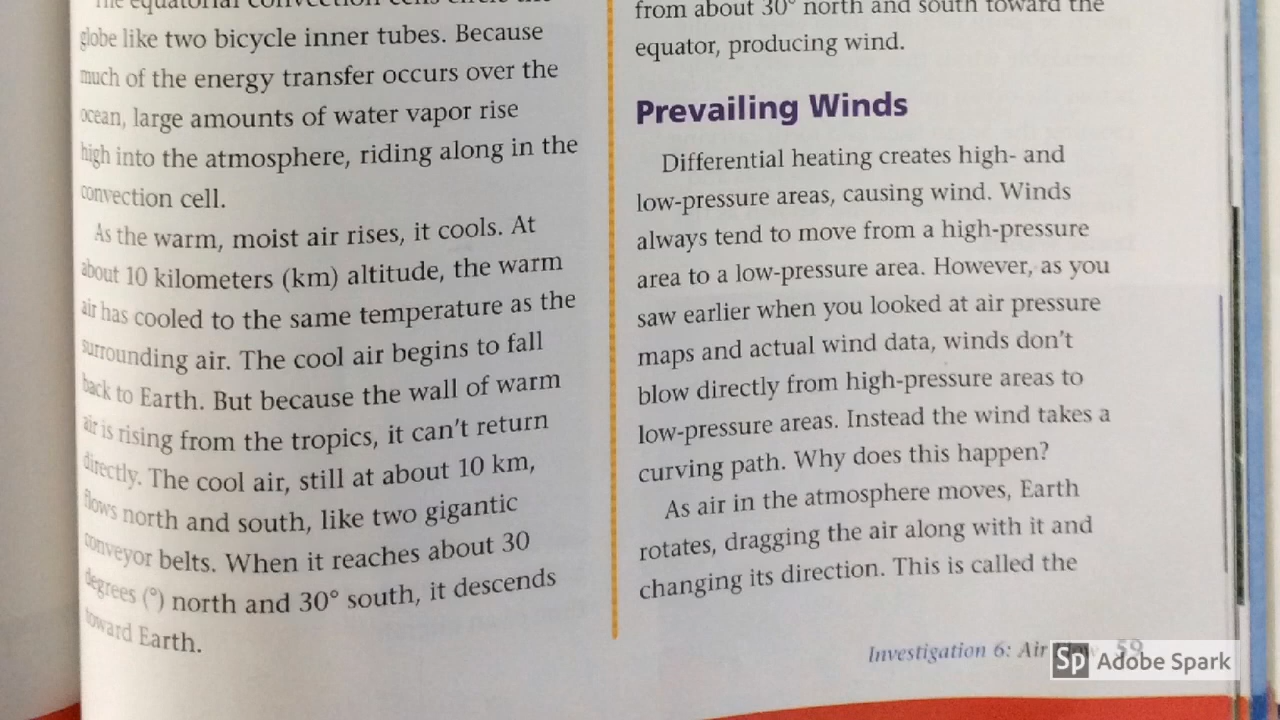 The equatorial convection cells circle the
globe like two bicycle inner tubes. Because
much of the energy transfer occurs over the
ocean, large amounts of water vapor rise
high into the atmosphere, riding along in the
convection cell.
As the warm, moist air rises, it cools. At
about 10 kilometers (km) altitude, the warm
air has cooled to the same temperature as the
surrounding air. The cool air begins to fall
back to Earth. But because the wall of warm
air is rising from the tropics, it can't return
directly. The cool air, still at about 10 km,
flows north and south, like two gigantic
conveyor belts. When it reaches about 30
degrees (°) north and 30° south, it descends
toward Earth.
from about 30° north and south toward the
equator, producing wind.
Prevailing Winds
Differential heating creates high- and
low-pressure areas, causing wind. Winds
always tend to move from a high-pressure
area to a low-pressure area. However, as you
saw earlier when you looked at air pressure
maps and actual wind data, winds don't
blow directly from high-pressure areas to
low-pressure areas. Instead the wind takes a
curving path. Why does this happen?
As air in the atmosphere moves, Earth
rotates, dragging the air along with it and
changing its direction. This is called the
Investigation 6: Air 59
Sp Adobe Spark